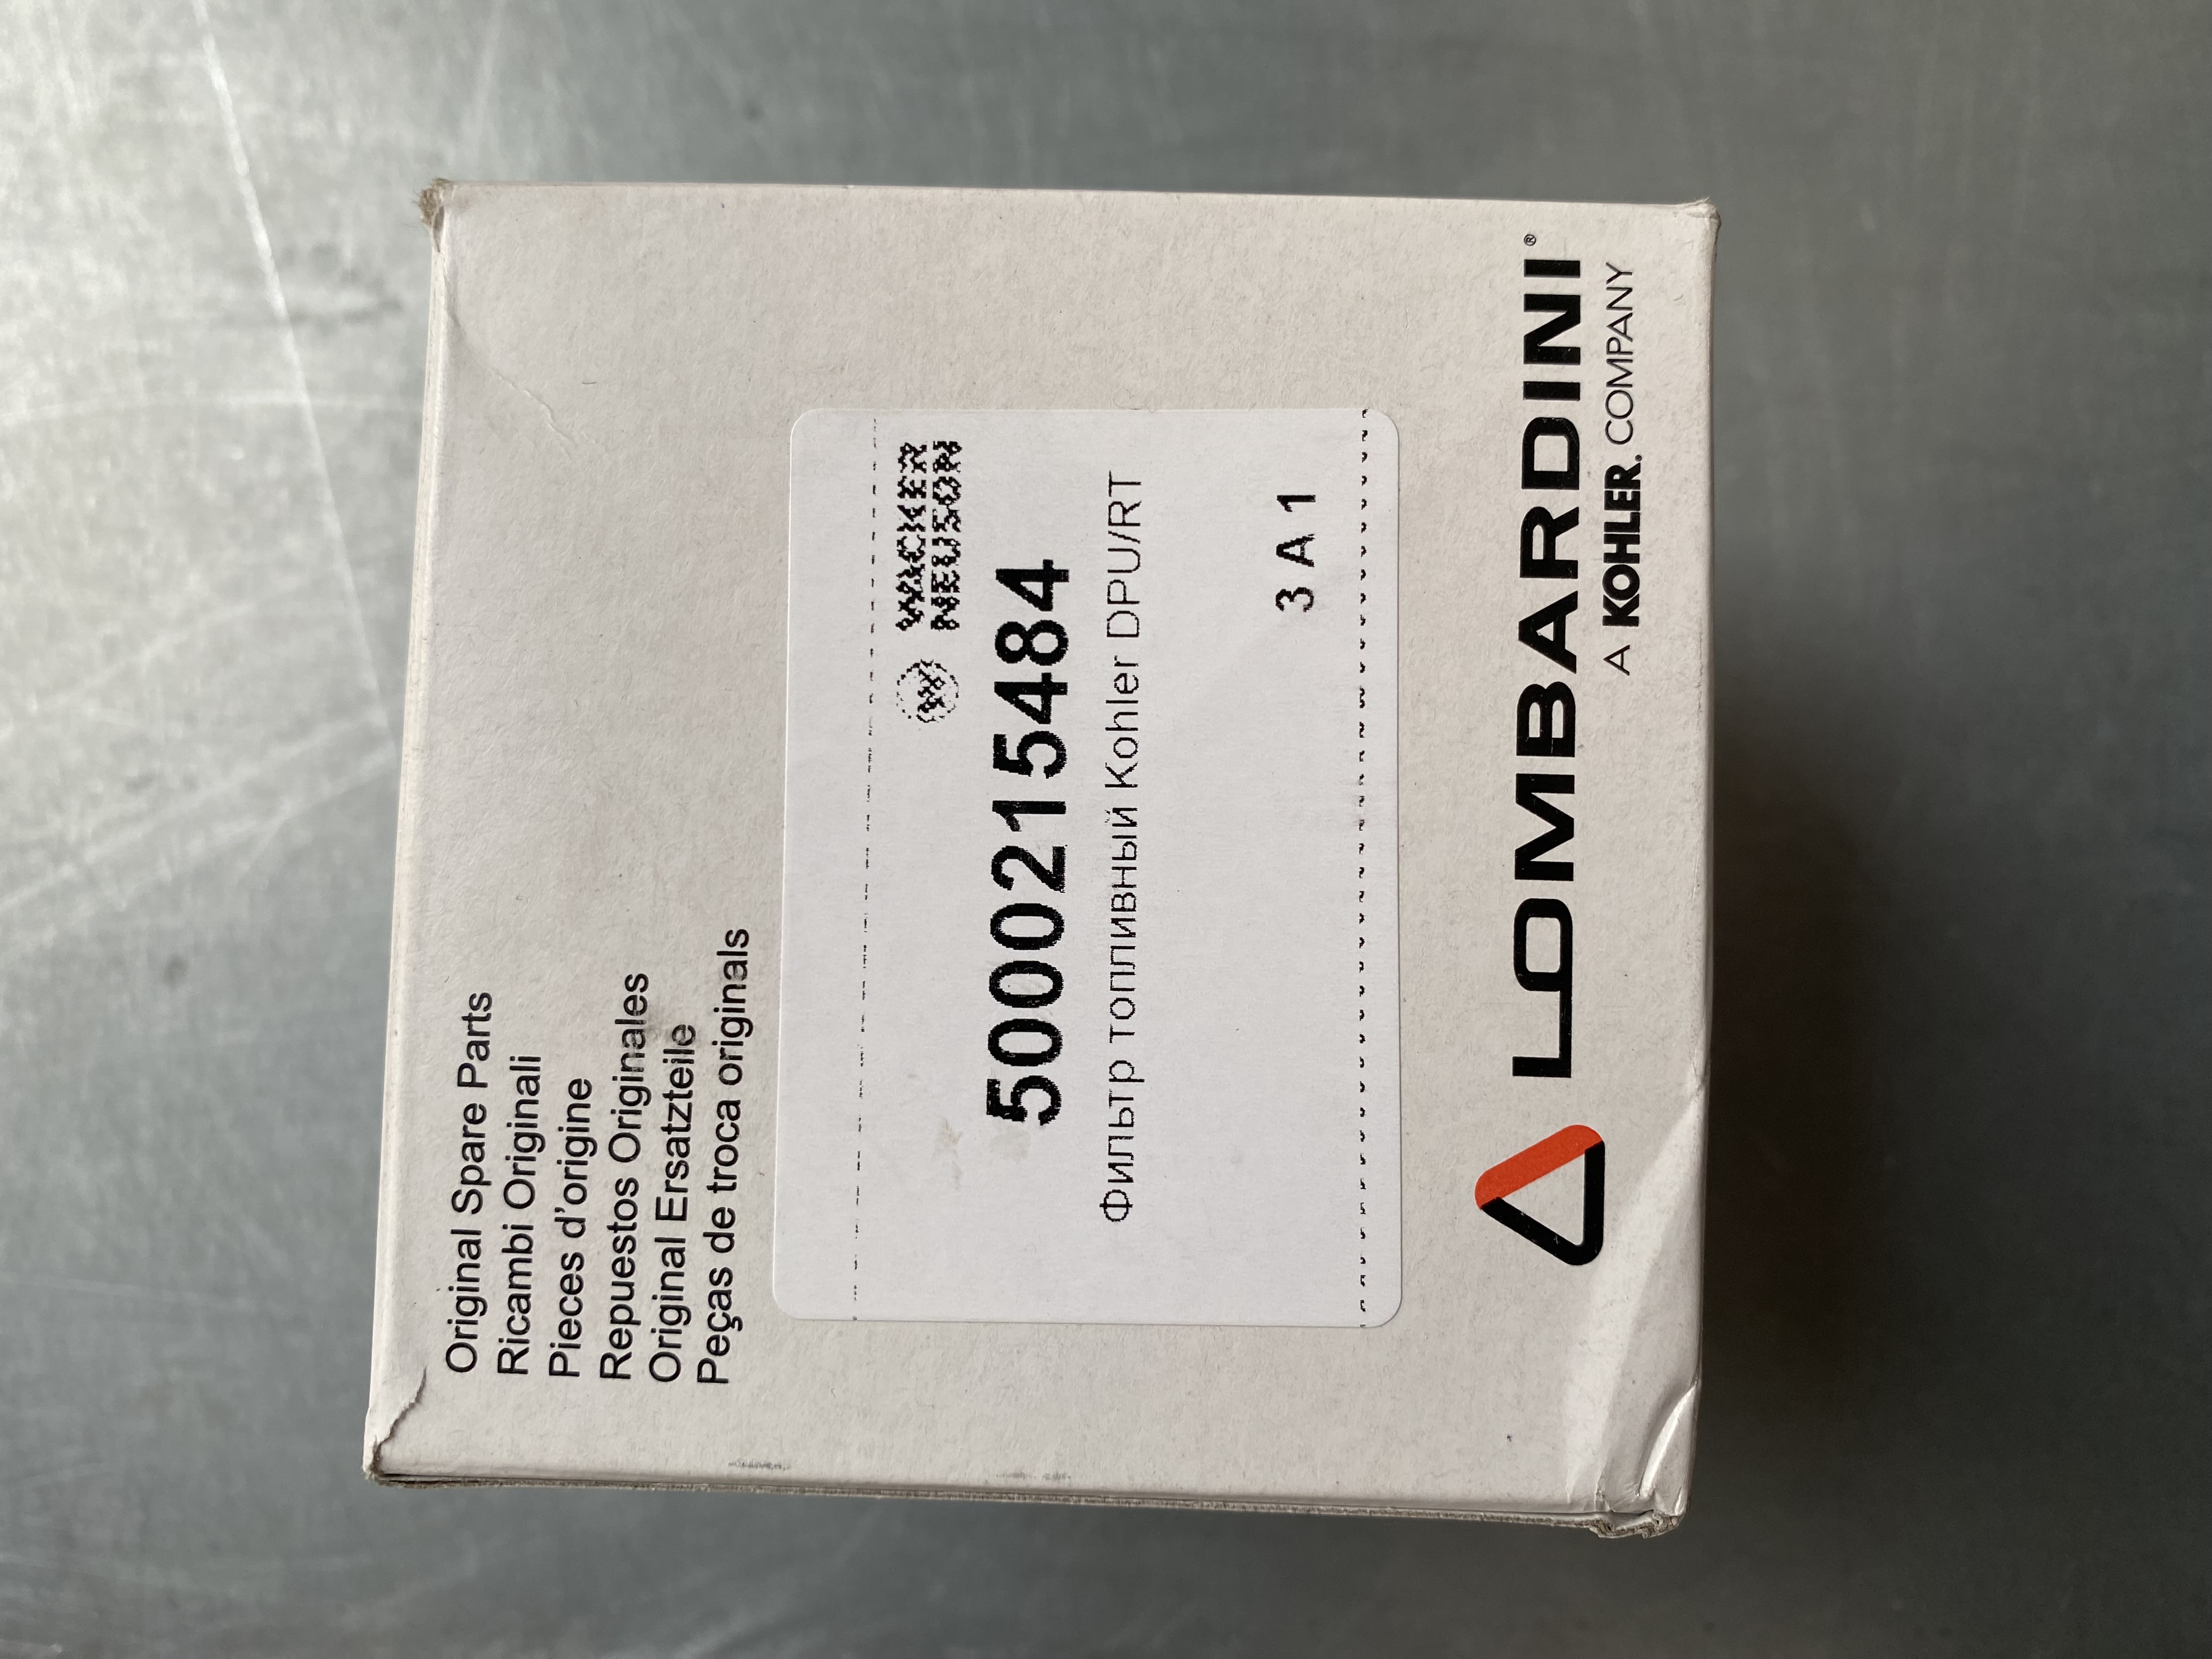 Original Spare Parts
Ricambi Originali
Pieces d'origine
Repuestos Originales
Original Ersatzteile
Peças de troca originals
WACKER
NEUSON
5000215484
Фильтр топливный Kohler DPU/RT
3 A 1
LOMBARDINI®
A KOHLER. COMPANY